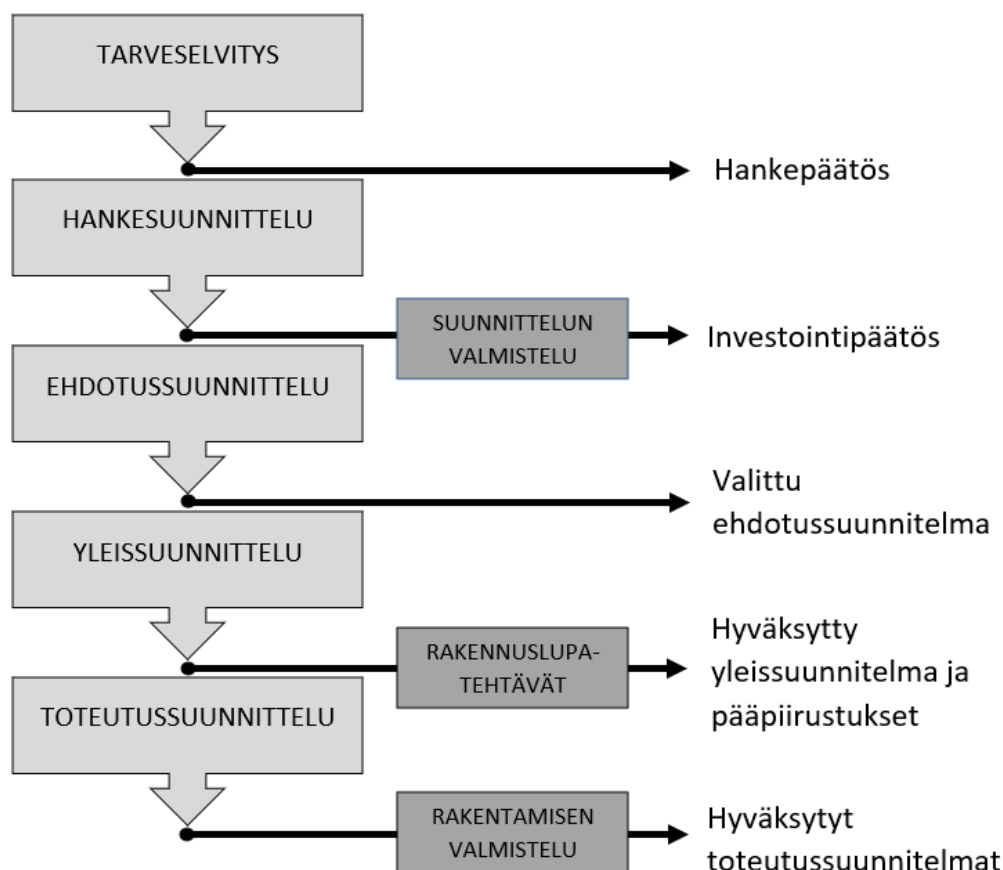 TARVESELVITYS
Hankepäätös
HANKESUUNNITTELU
SUUNNITTELUN
VALMISTELU
Investointipäätös
EHDOTUSSUUNNITTELU
Valittu
ehdotussuunnitelma
YLEISSUUNNITTELU
RAKENNUSLUPA-
TEHTÄVÄT
Hyväksytty
yleissuunnitelma ja
pääpiirustukset
TOTEUTUSSUUNNITTELU
RAKENTAMISEN
VALMISTELU
Hyväksytyt
toteutussuunnitelmat